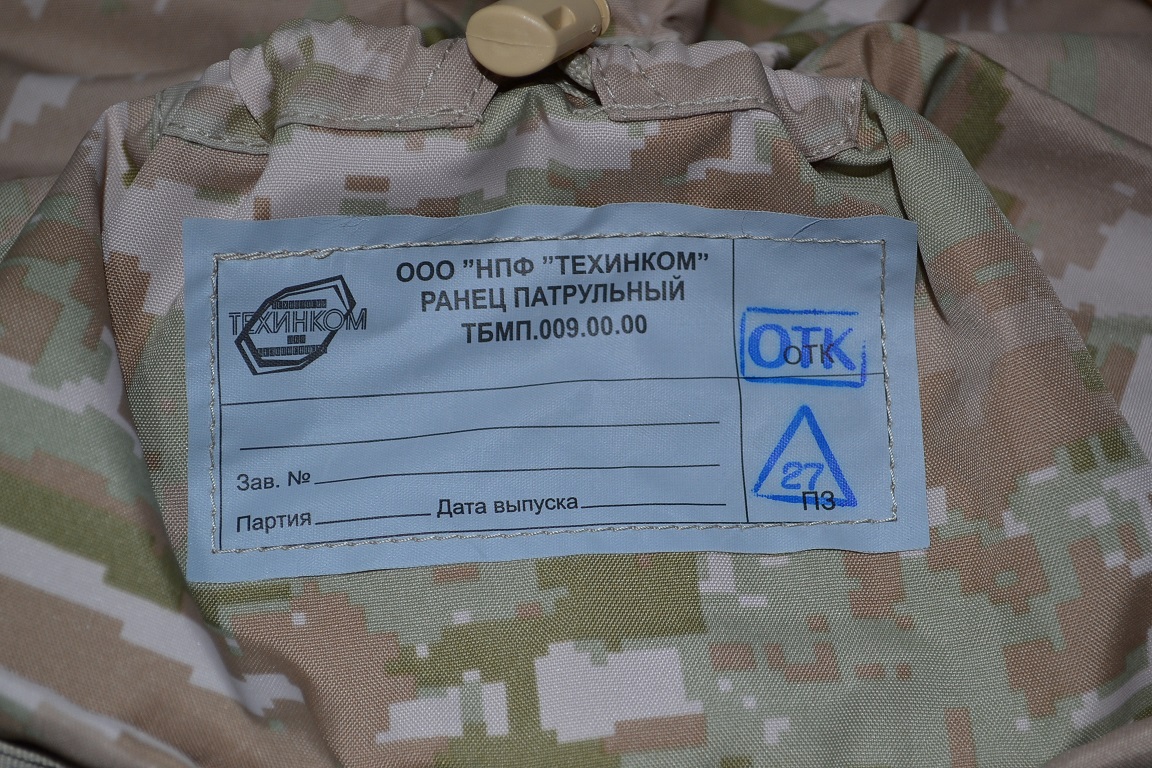 ООО "НПФ "ТЕХИНКОМ"
РАНЕЦ ПАТРУЛЬНЫЙ
ТБМП.009.00.00
ТЕХИНКОМ
ОТК
ОТК
Зав. №
Партия Дата выпуска
27
ПЗ